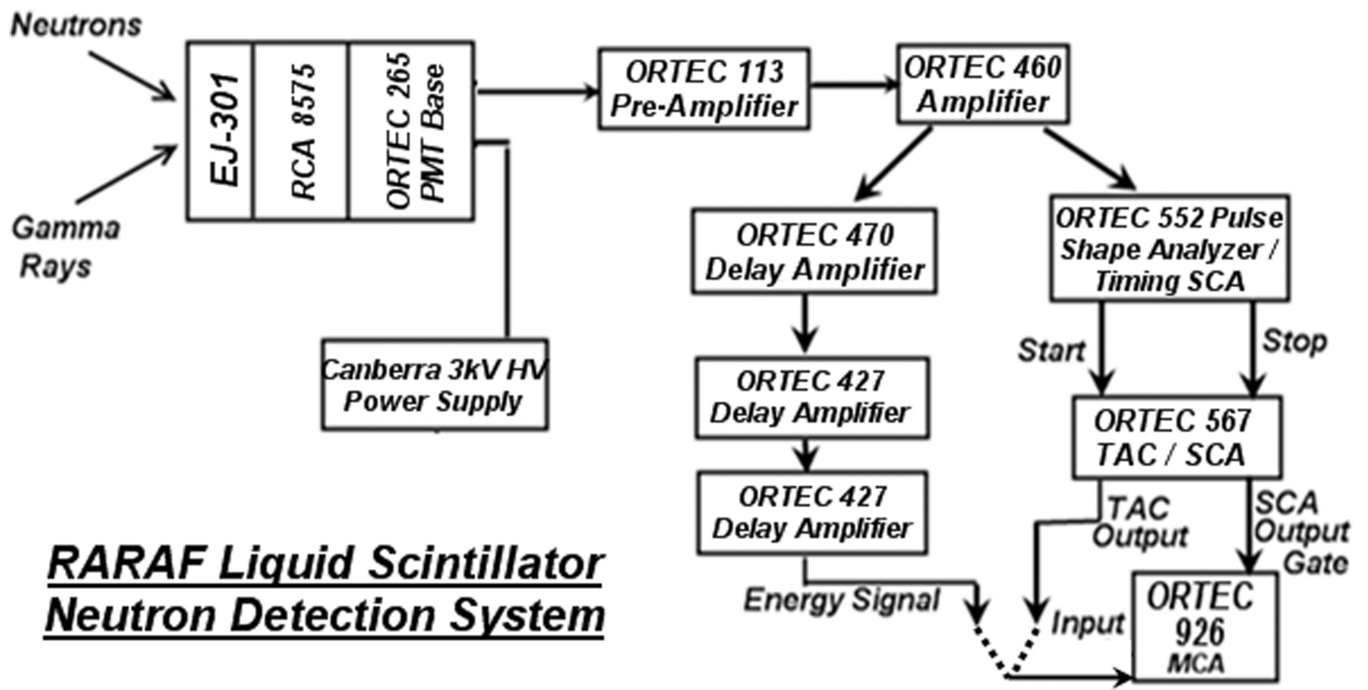 Neutrons
Gamma
Rays
EJ-301
RCA 8575
ORTEC 265
PMT Base
ORTEC 113
Pre-Amplifier
ORTEC 460
Amplifier
Canberra 3kV HV
Power Supply
ORTEC 470
Delay Amplifier
ORTEC 552 Pulse
Shape Analyzer /
Timing SCA
Start
Stop
ORTEC 427
Delay Amplifier
ORTEC 567
TAC / SCA
ORTEC 427
Delay Amplifier
TAC
Output
SCA
Output
Gate
Energy Signal
Input
ORTEC
926
MCA
RARAF Liquid Scintillator
Neutron Detection System